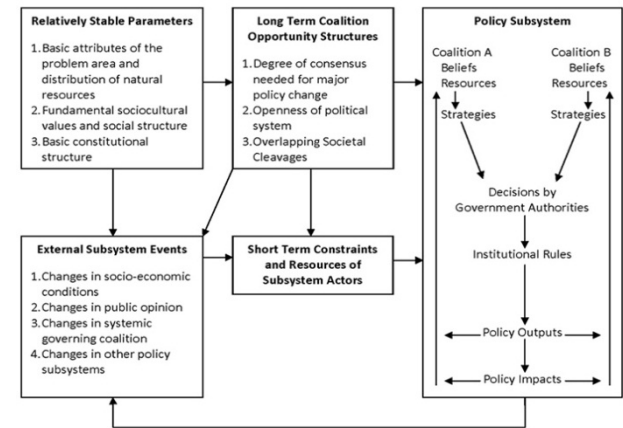 Relatively Stable Parameters
1.Basic attributes of the
problem area and
distribution of natural
resources
2.Fundamental sociocultural
values and social structure
3.Basic constitutional
structure
Long Term Coalition
Opportunity Structures
1.Degree of consensus
needed for major
policy change
2.Openness of political
system
3.Overlapping Societal
Cleavages
Policy Subsystem
Coalition A
Beliefs
Resources
Strategies
Coalition B
Beliefs
Resources
Strategies
Decisions by
Government Authorities
Institutional Rules
Policy Outputs
Policy Impacts
External Subsystem Events
1.Changes in socio-economic
conditions
2.Changes in public opinion
3.Changes in systemic
governing coalition
4.Changes in other policy
subsystems
Short Term Constraints
and Resources of
Subsystem Actors